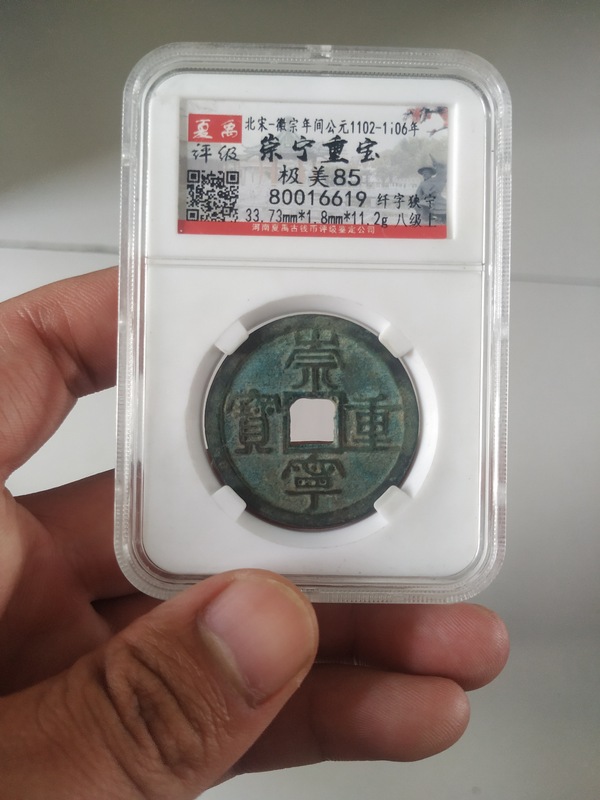 夏禹
评级
北宋-徽宗年间公元1102-1106年
崇宁重宝
极美85
80016619 纤字狭宁
33.73mm*1.8mm*11.2g 八级上
河南夏禹古钱币评级鉴定公司
崇
寶 重
寧